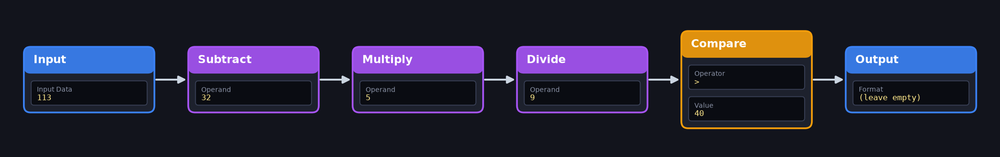 Input
Input Data
113
Subtract
Operand
32
Multiply
Operand
5
Divide
Operand
9
Compare
Operator
>
Value
40
Output
Format
(leave empty)